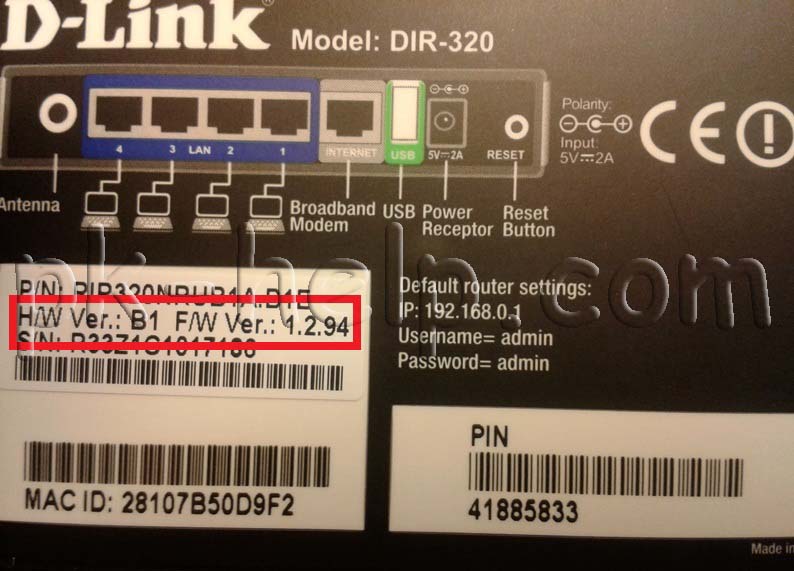 D-Link®
Model: DIR-320
4 3 LAN 2 1
INTERNET
USB
5V⎓2A
RESET
Polarity:
Input:
5V⎓2A
Antenna
Broadband
Modem
USB
Power
Receptor
Reset
Button
pk-help.com
H/W Ver.: B1 F/W Ver.: 1.2.94
S/N:
P/N:
MAC ID: 28107B50D9F2
Default router settings:
IP: 192.168.0.1
Username= admin
Password= admin
PIN
41885833
Made in